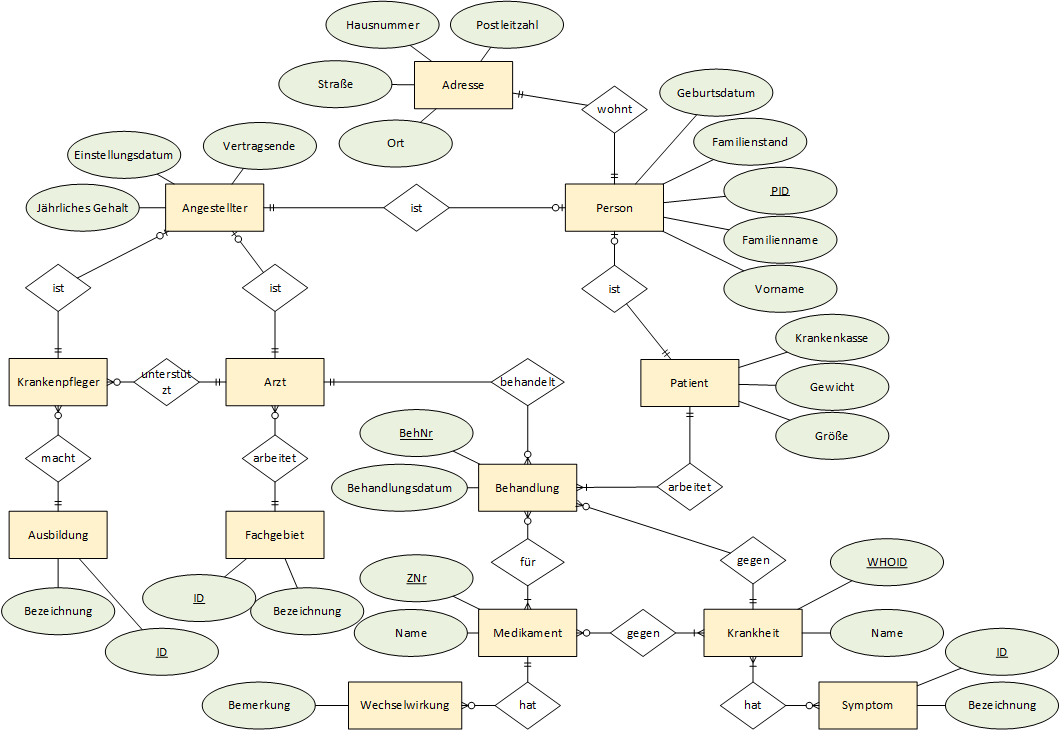 Hausnummer
Postleitzahl
Straße
Adresse
Geburtsdatum
wohnt
Familienstand
Ort
Vertragsende
Einstellungsdatum
PID
Jährliches Gehalt
Angestellter
ist
Person
Familienname
ist
ist
ist
Vorname
Krankenkasse
Krankenpfleger
unterstüt
zt
Arzt
behandelt
Patient
Gewicht
BehNr
Größe
macht
arbeitet
Behandlungsdatum
Behandlung
arbeitet
Ausbildung
Fachgebiet
für
gegen
WHOID
ZNr
ID
Bezeichnung
Bezeichnung
Name
Medikament
gegen
Krankheit
Name
ID
ID
Bemerkung
Wechselwirkung
hat
hat
Symptom
Bezeichnung